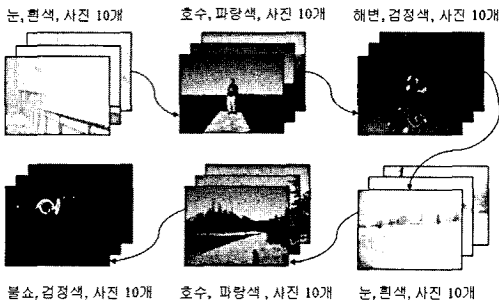 눈,흰색, 사진 10개
호수,파랑색, 사진 10개
해변,검정색, 사진 10개
불쇼,검정색, 사진 10개
호수, 파랑색 , 사진 10개
눈,흰색, 사진 10개